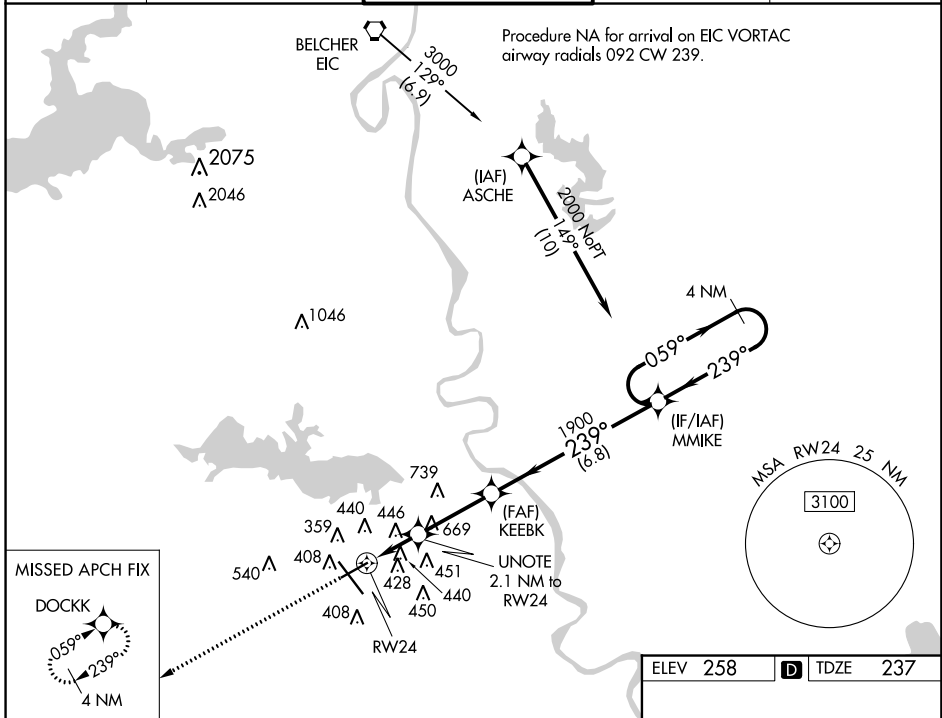 BELCHER
EIC
3000
129°
(6.9)
Procedure NA for arrival on EIC VORTAC
airway radials 092 CW 239.
2075
2046
(IAF)
ASCHE
2000 NoPT
149°
(10)
1046
4 NM
059°
239°
(IF/IAF)
MMIKE
1900
239°
(6.8)
MSA RW24 25 NM
3100
739
(FAF)
KEEBK
440
446
669
359
UNOTE
2.1 NM to
RW24
540
408
428
451
440
450
408
RW24
MISSED APCH FIX
DOCKK
059°
239°
4 NM
ELEV 258 D TDZE 237